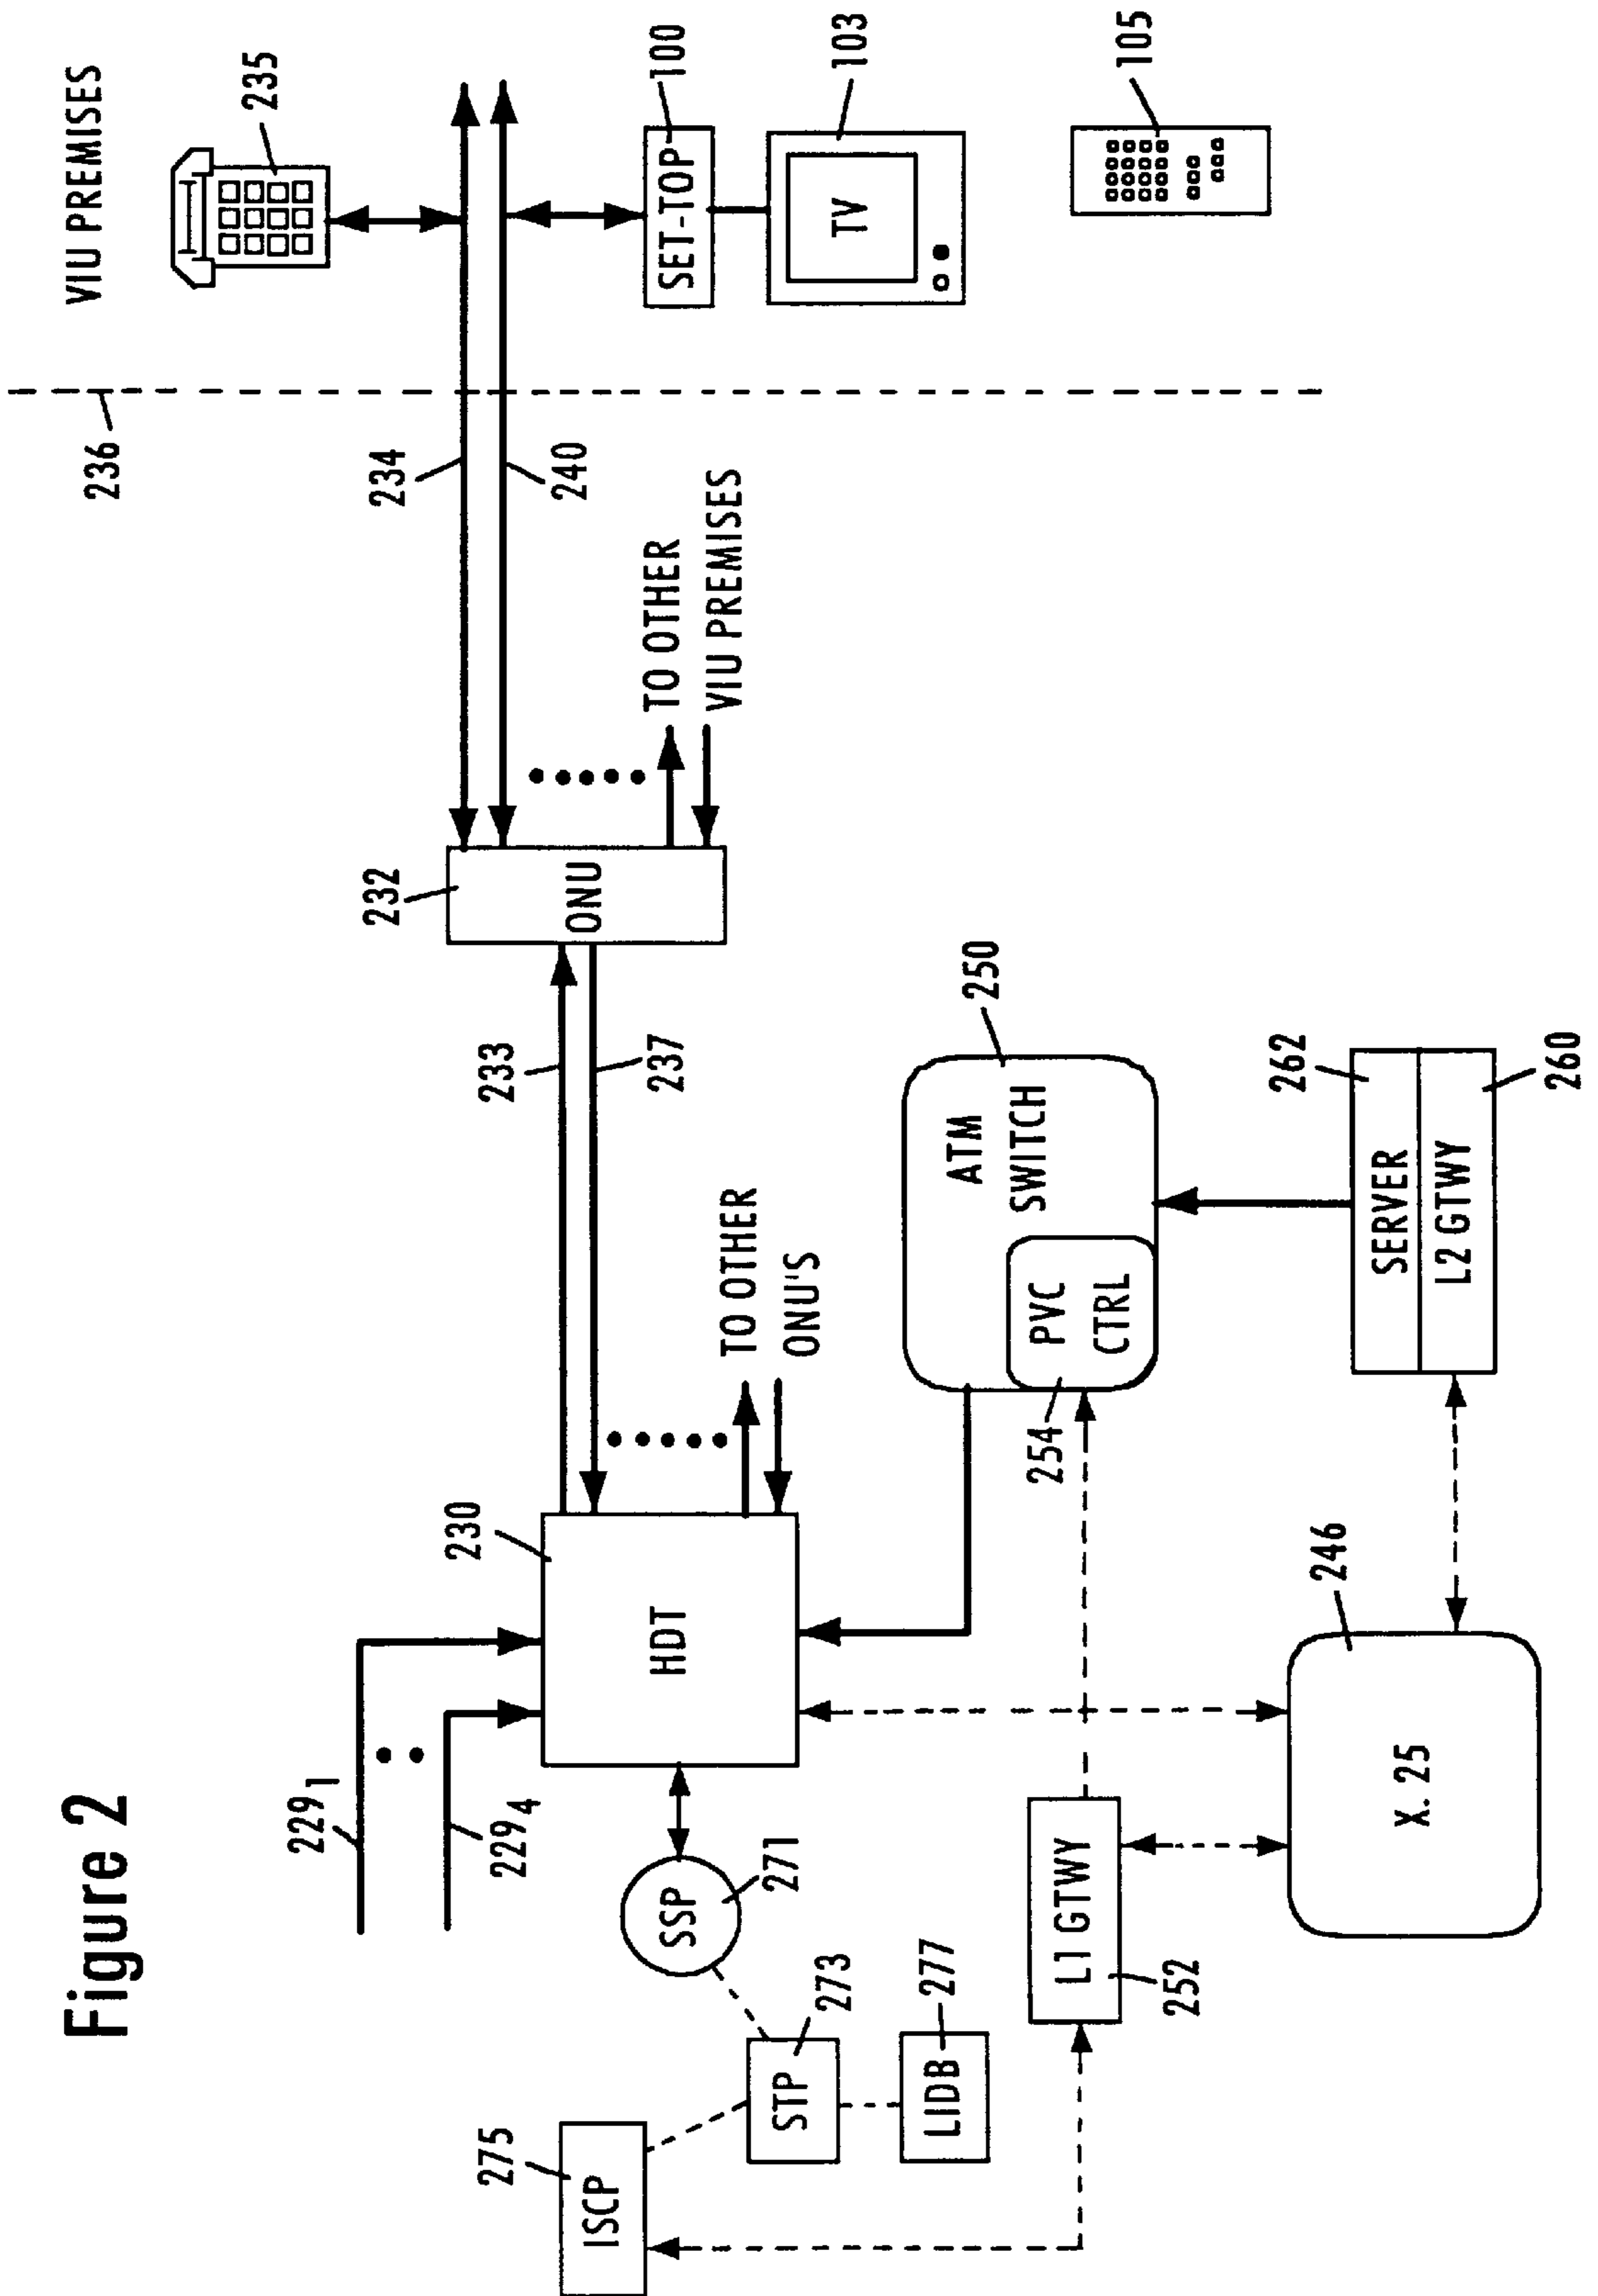 Figure 2
VIU PREMISES
235
236
234
240
100
SET-TOP
103
TV
105
232
ONU
TO OTHER
VIU PREMISES
233
237
229₁
229₄
230
HDT
TO OTHER
ONU'S
SSP
271
275
ISCP
STP
273
LIDB
277
250
ATM
SWITCH
PVC
CTRL
254
L1 GTWY
252
262
SERVER
L2 GTWY
260
246
X.25